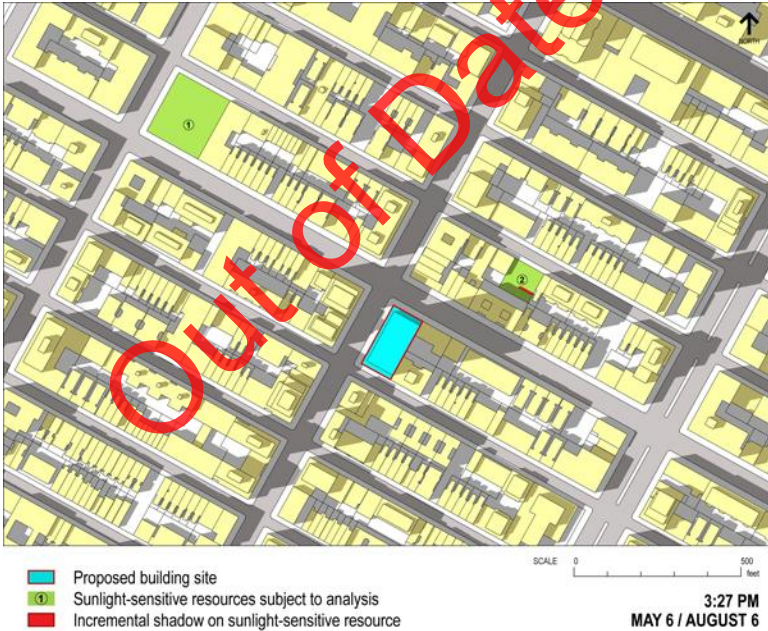 NORTH
①
②
Out of Date
Proposed building site
① Sunlight-sensitive resources subject to analysis
Incremental shadow on sunlight-sensitive resource
SCALE 0 500
feet
3:27 PM
MAY 6 / AUGUST 6